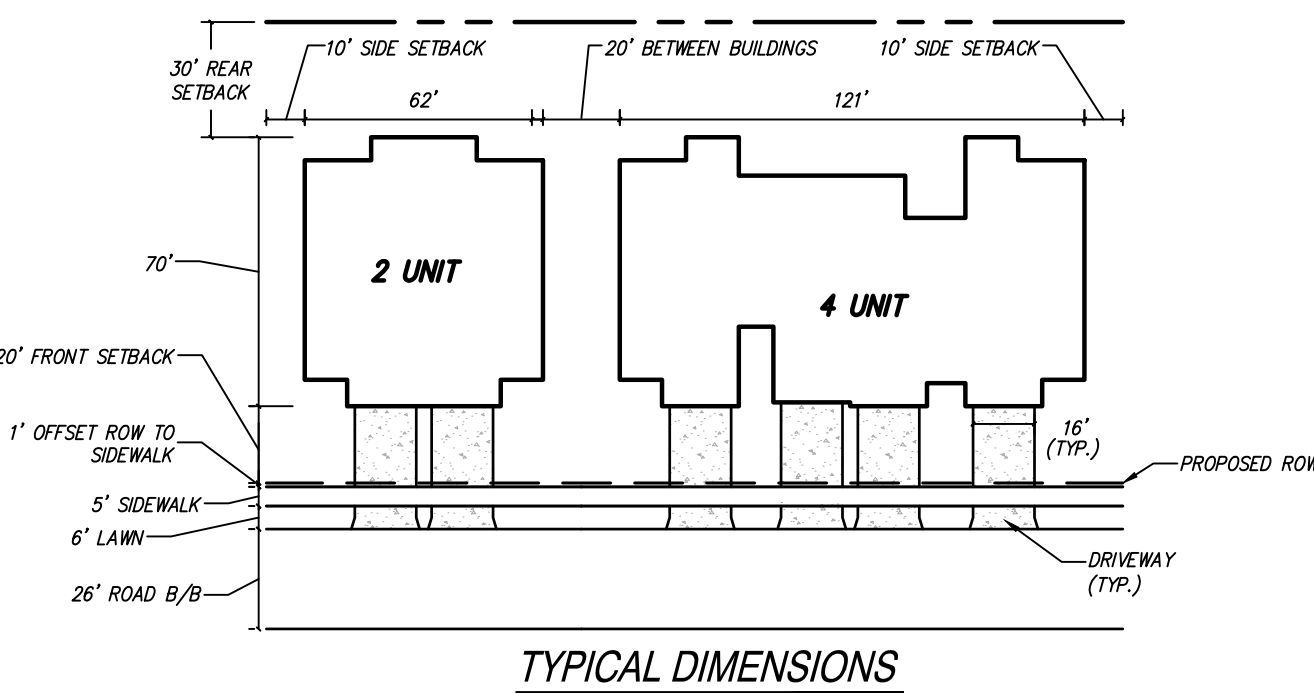 10' SIDE SETBACK
20' BETWEEN BUILDINGS
10' SIDE SETBACK
30' REAR
SETBACK
62'
121'
2 UNIT
4 UNIT
70'
20' FRONT SETBACK
1' OFFSET ROW TO
SIDEWALK
16'
(TYP.)
PROPOSED ROW
5' SIDEWALK
6' LAWN
DRIVEWAY
(TYP.)
26' ROAD B/B
TYPICAL DIMENSIONS